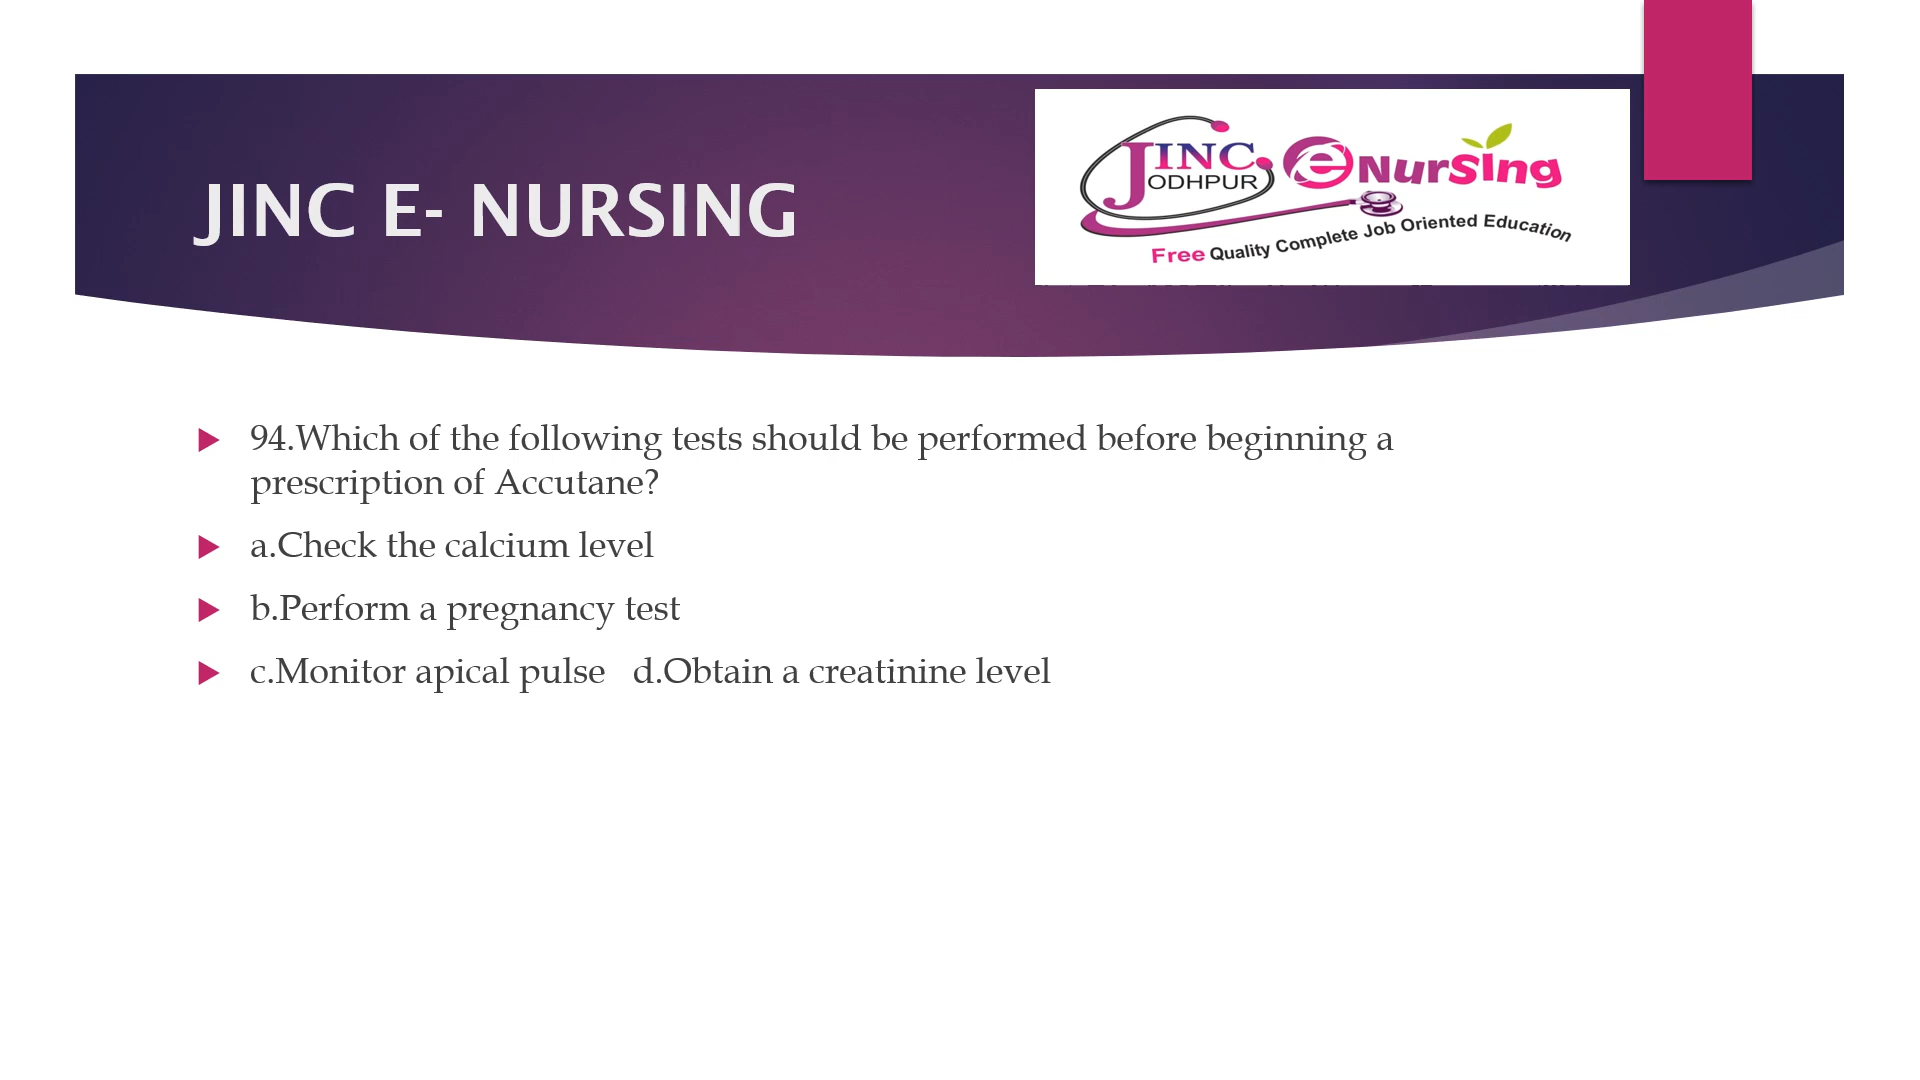 JINC E- NURSING
JINC
ODHPUR
eNursing
Free Quality Complete Job Oriented Education
94.Which of the following tests should be performed before beginning a
prescription of Accutane?
a.Check the calcium level
b.Perform a pregnancy test
c.Monitor apical pulse   d.Obtain a creatinine level